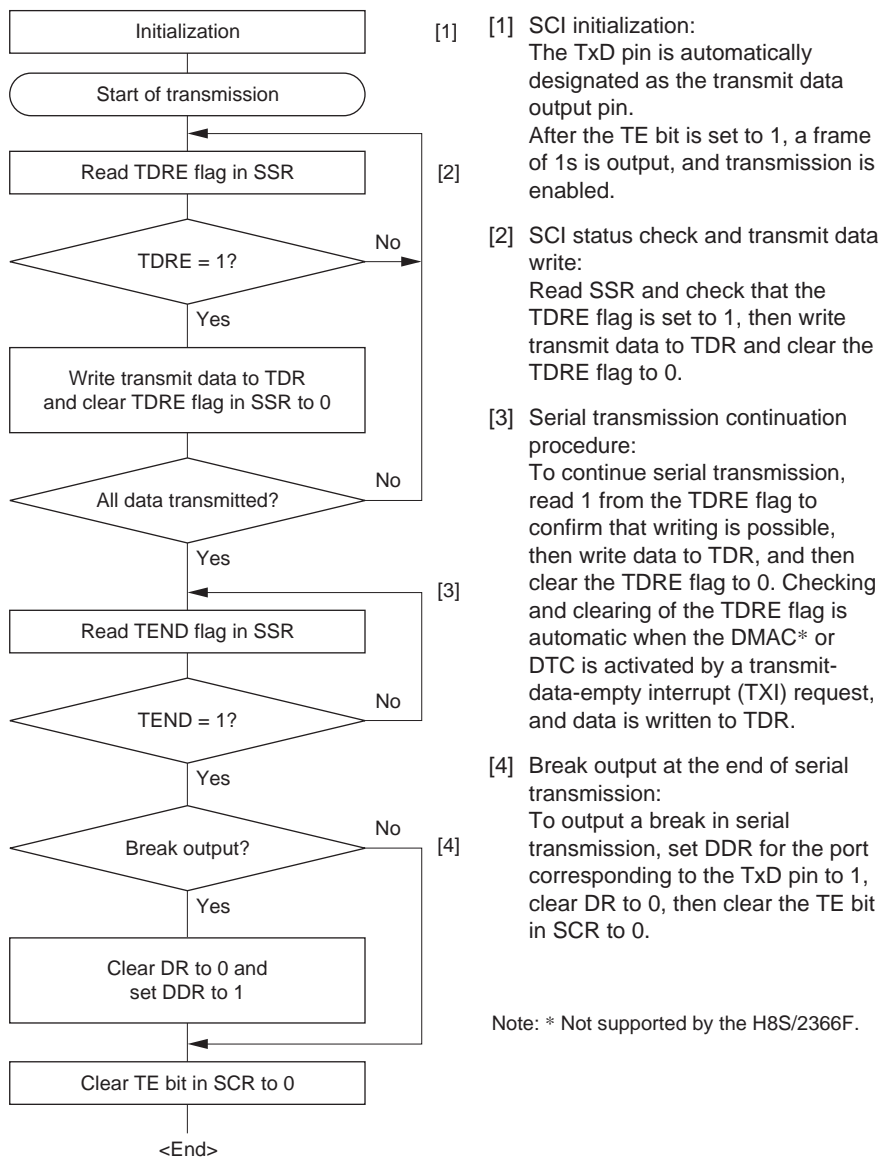 Initialization
[1]
Start of transmission
Read TDRE flag in SSR
[2]
TDRE = 1?
No
Yes
Write transmit data to TDR
and clear TDRE flag in SSR to 0
All data transmitted?
No
Yes
[3]
Read TEND flag in SSR
TEND = 1?
No
Yes
Break output?
No
[4]
Yes
Clear DR to 0 and
set DDR to 1
Clear TE bit in SCR to 0
<End>
[1] SCI initialization:
The TxD pin is automatically
designated as the transmit data
output pin.
After the TE bit is set to 1, a frame
of 1s is output, and transmission is
enabled.
[2] SCI status check and transmit data
write:
Read SSR and check that the
TDRE flag is set to 1, then write
transmit data to TDR and clear the
TDRE flag to 0.
[3] Serial transmission continuation
procedure:
To continue serial transmission,
read 1 from the TDRE flag to
confirm that writing is possible,
then write data to TDR, and then
clear the TDRE flag to 0. Checking
and clearing of the TDRE flag is
automatic when the DMAC* or
DTC is activated by a transmit-
data-empty interrupt (TXI) request,
and data is written to TDR.
[4] Break output at the end of serial
transmission:
To output a break in serial
transmission, set DDR for the port
corresponding to the TxD pin to 1,
clear DR to 0, then clear the TE bit
in SCR to 0.
Note: * Not supported by the H8S/2366F.